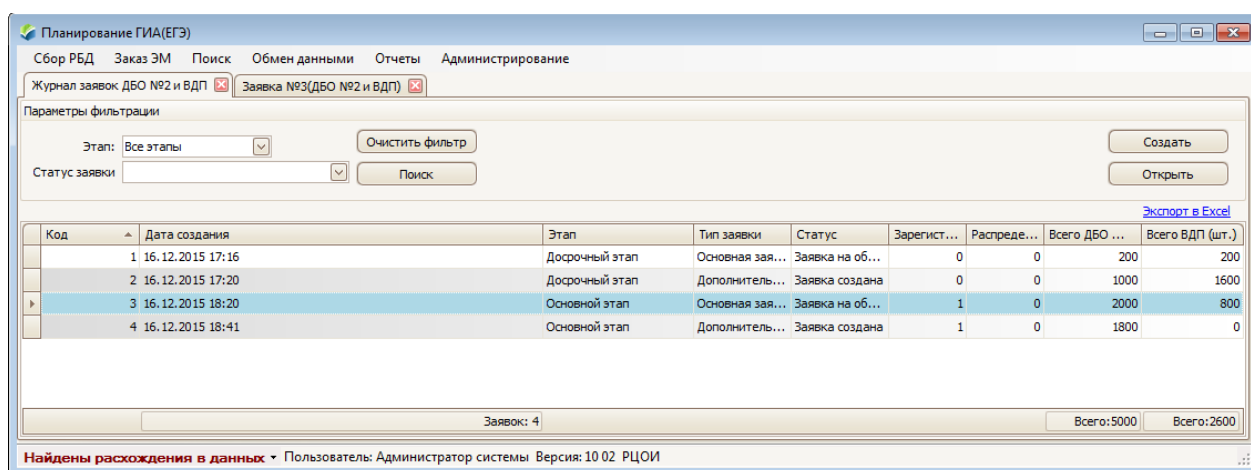 Планирование ГИА(ЕГЭ)
Сбор РБД Заказ ЭМ Поиск Обмен данными Отчеты Администрирование
Журнал заявок ДБО №2 и ВДП Заявка №3(ДБО №2 и ВДП)
Параметры фильтрации
Этап: Все этапы Очистить фильтр Создать
Статус заявки Поиск Открыть
Экспорт в Excel
Код Дата создания Этап Тип заявки Статус Зарегист... Распреде... Всего ДБО ... Всего ВДП (шт.)
1 16.12.2015 17:16 Досрочный этап Основная зая... Заявка на об... 0 0 200 200
2 16.12.2015 17:20 Досрочный этап Дополнитель... Заявка создана 0 0 1000 1600
3 16.12.2015 18:20 Основной этап Основная зая... Заявка на об... 1 0 2000 800
4 16.12.2015 18:41 Основной этап Дополнитель... Заявка создана 1 0 1800 0
Заявок: 4 Всего:5000 Всего:2600
Найдены расхождения в данных Пользователь: Администратор системы Версия: 10 02 РЦОИ